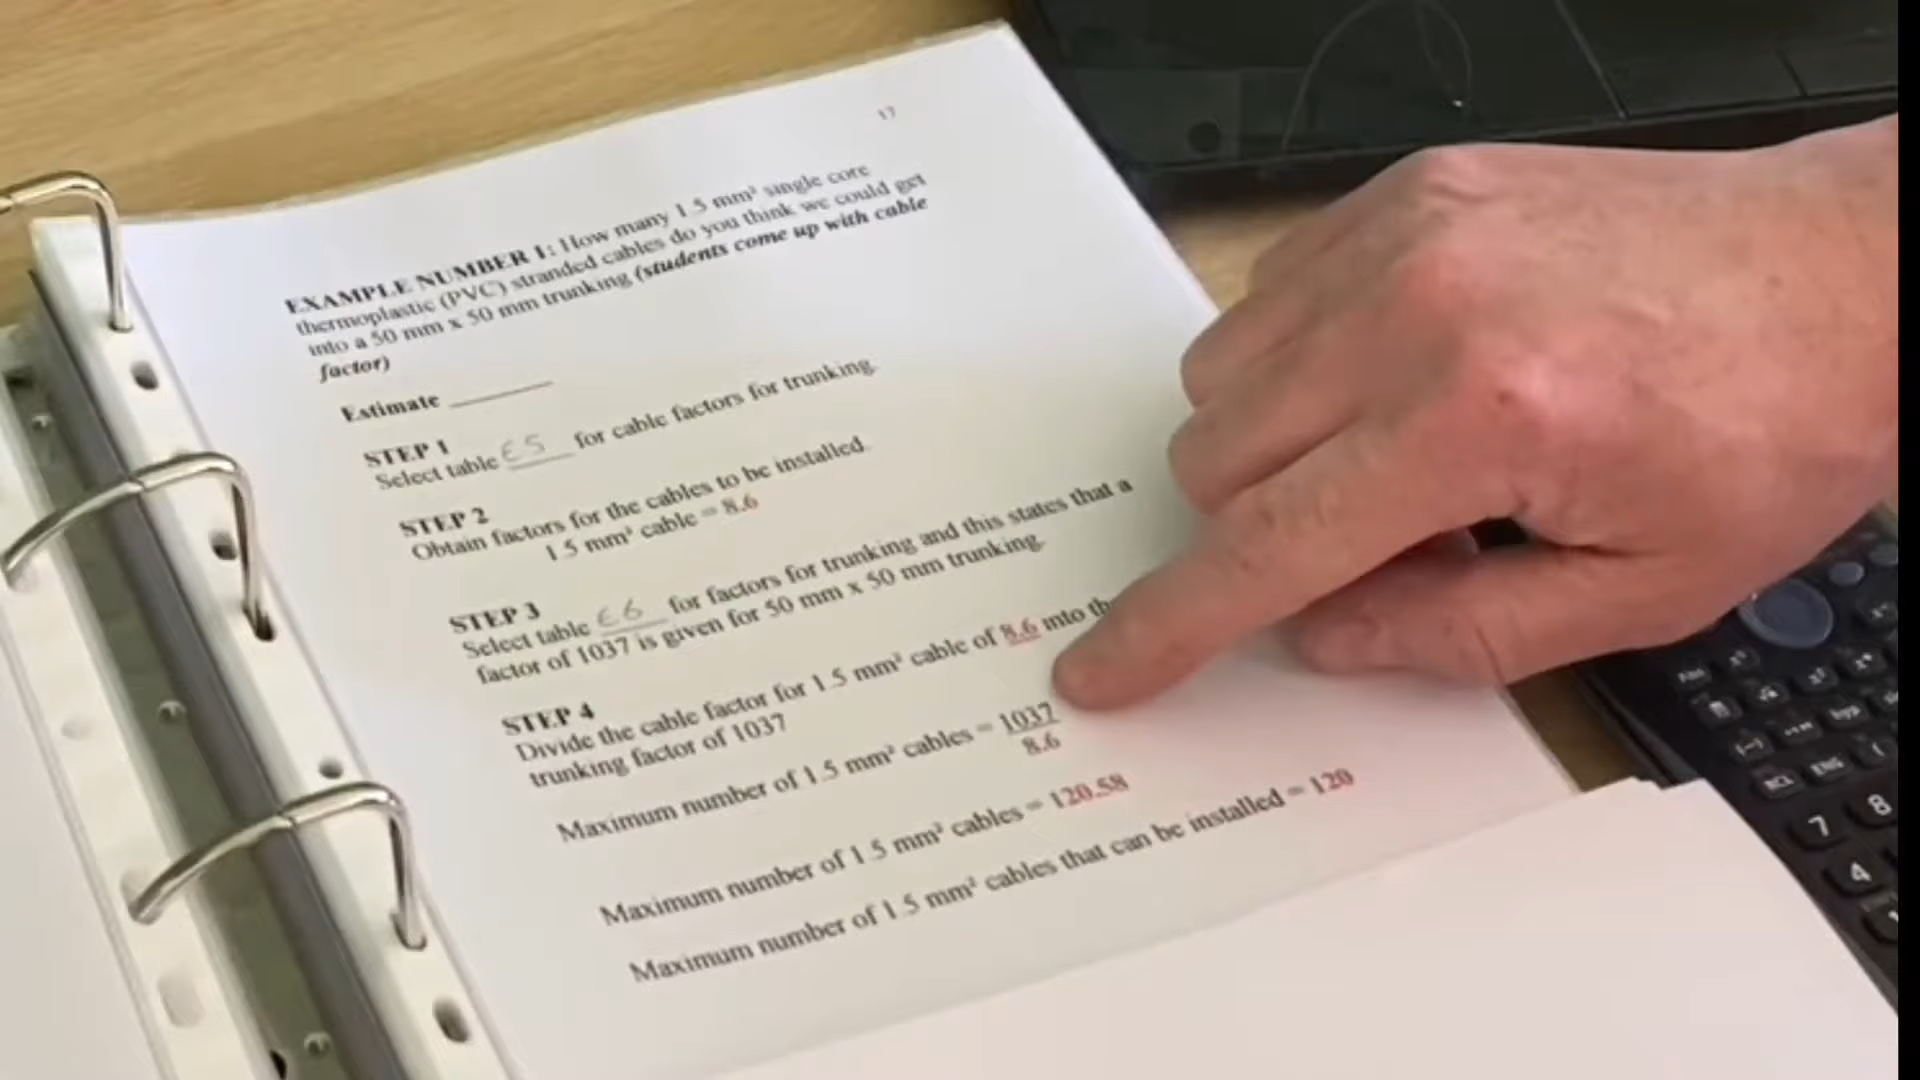 17
EXAMPLE NUMBER 1: How many 1.5 mm² single core
thermoplastic (PVC) stranded cables do you think we could get
into a 50 mm x 50 mm trunking (students come up with cable
factor)
Estimate
STEP 1
Select table E5 for cable factors for trunking.
STEP 2
Obtain factors for the cables to be installed.
1.5 mm² cable = 8.6
STEP 3
Select table E6 for factors for trunking and this states that a
factor of 1037 is given for 50 mm x 50 mm trunking.
STEP 4
Divide the cable factor for 1.5 mm² cable of 8.6 into
trunking factor of 1037
Maximum number of 1.5 mm² cables = 1037
8.6
Maximum number of 1.5 mm² cables = 120.58
Maximum number of 1.5 mm² cables that can be installed = 120
Abs
hyp
RCL ENG (
7 8
4